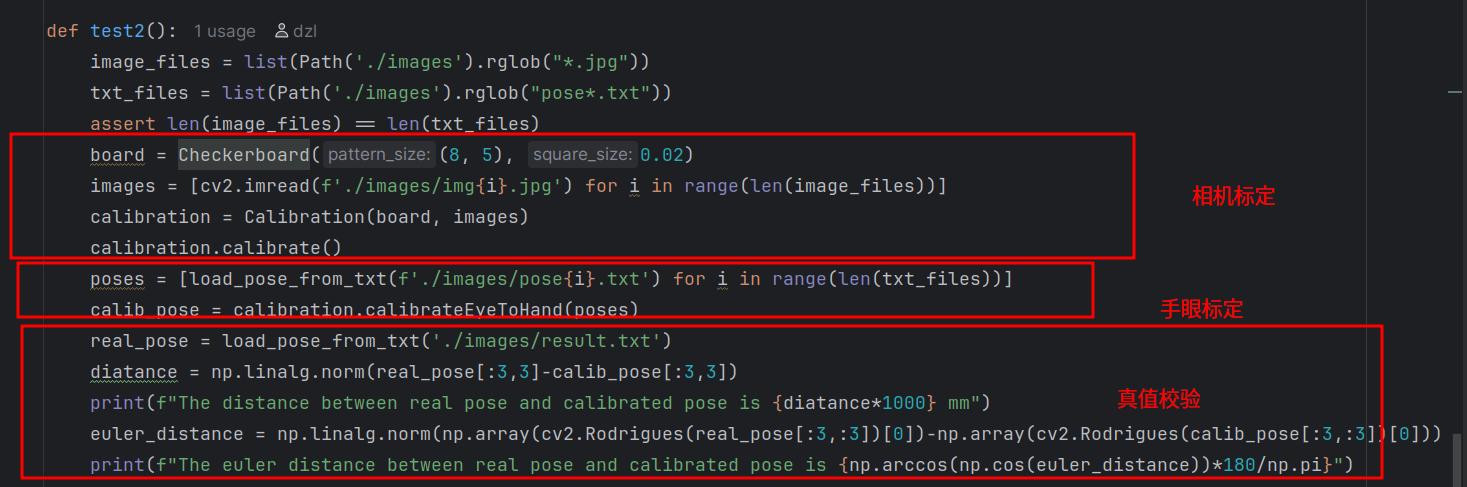 def test2():  1 usage  dzl
image_files = list(Path('./images').rglob("*.jpg"))
txt_files = list(Path('./images').rglob("pose*.txt"))
assert len(image_files) == len(txt_files)
board = Checkerboard( pattern_size: (8, 5), square_size: 0.02)
images = [cv2.imread(f'./images/img{i}.jpg') for i in range(len(image_files))]
相机标定
calibration = Calibration(board, images)
calibration.calibrate()
poses = [load_pose_from_txt(f'./images/pose{i}.txt') for i in range(len(txt_files))]
calib_pose = calibration.calibrateEyeToHand(poses)
手眼标定
real_pose = load_pose_from_txt('./images/result.txt')
diatance = np.linalg.norm(real_pose[:3,3]-calib_pose[:3,3])
print(f"The distance between real pose and calibrated pose is {diatance*1000} mm")
真值校验
euler_distance = np.linalg.norm(np.array(cv2.Rodrigues(real_pose[:3,:3])[0])-np.array(cv2.Rodrigues(calib_pose[:3,:3])[0]))
print(f"The euler distance between real pose and calibrated pose is {np.arccos(np.cos(euler_distance))*180/np.pi}")